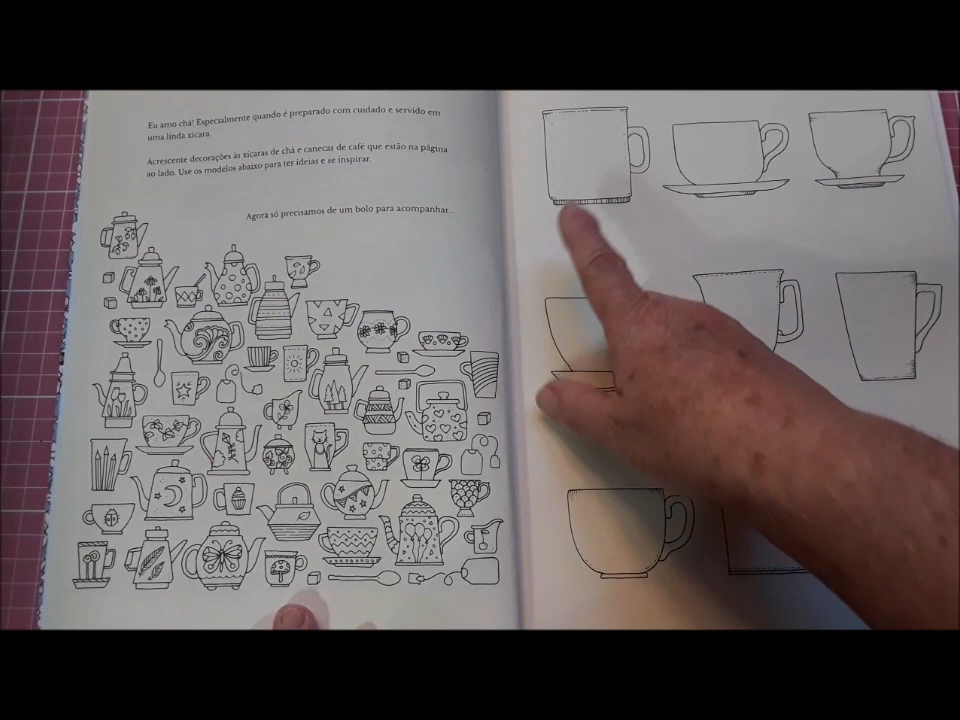 Eu amo chá! Especialmente quando é preparado com cuidado e servido em
uma linda xícara.
Acrescente decorações às xícaras de chá e canecas de café que estão na página
ao lado. Use os modelos abaixo para ter ideias e se inspirar.
Agora só precisamos de um bolo para acompanhar...